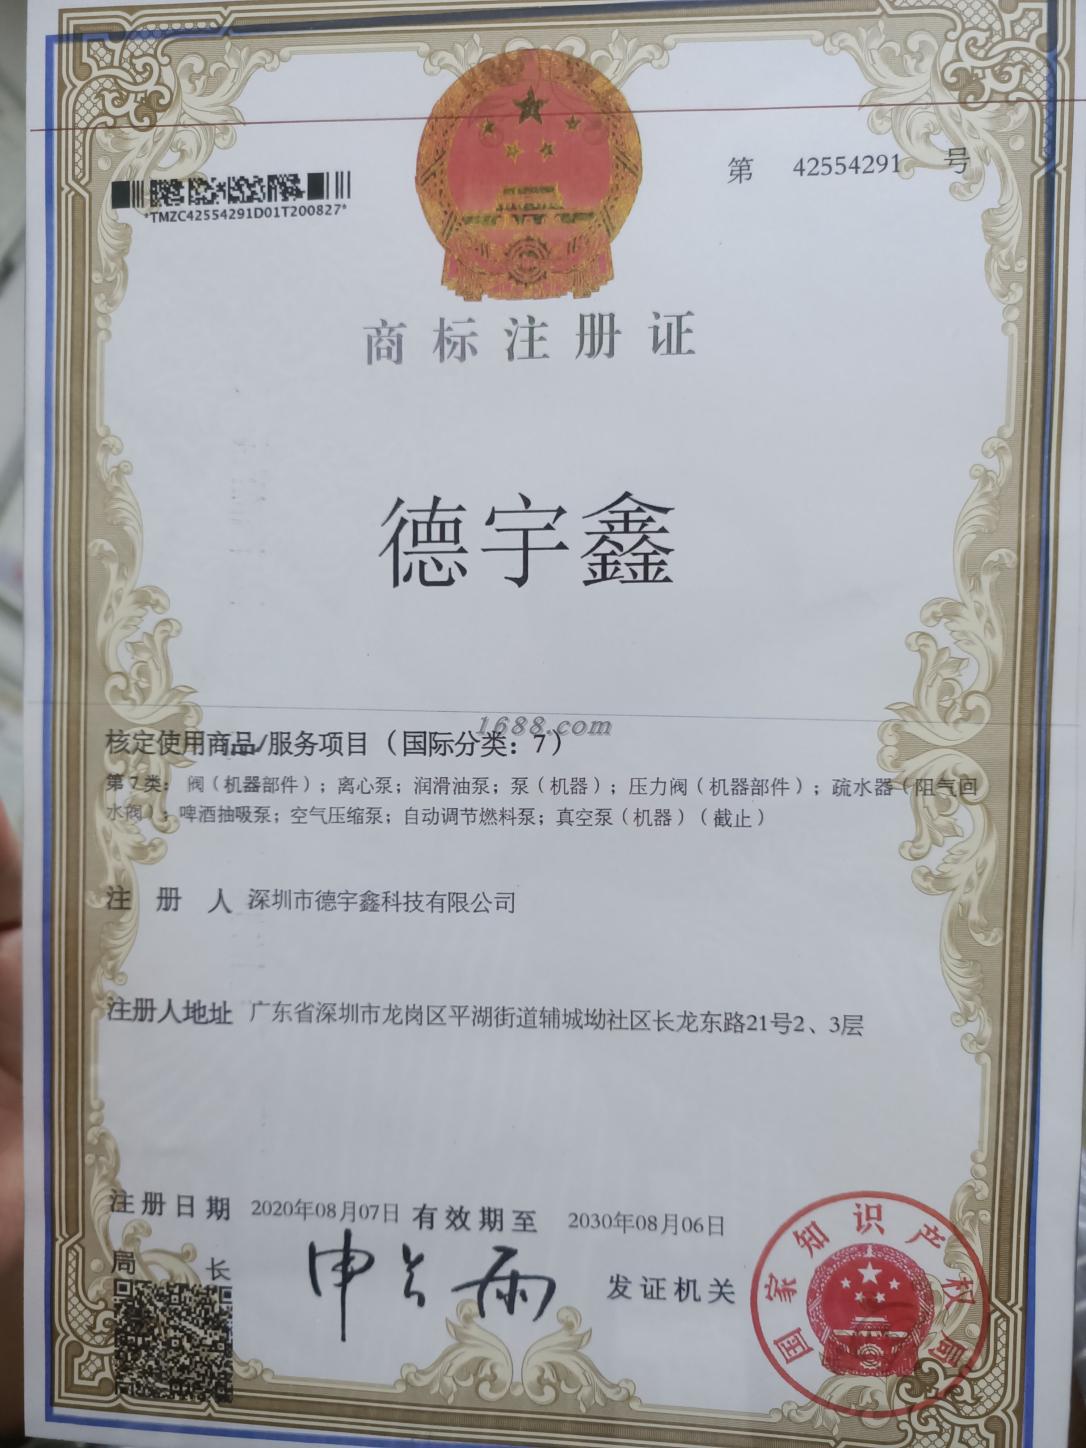 第 42554291 号
*TMZC42554291D01T200827*
商标注册证
德宇鑫
1688.com
核定使用商品/服务项目（国际分类：7）
第7类：阀（机器部件）；离心泵；润滑油泵；泵（机器）；压力阀（机器部件）；疏水器（阻气回
水阀）；啤酒抽吸泵；空气压缩泵；自动调节燃料泵；真空泵（机器）（截止）
注册人 深圳市德宇鑫科技有限公司
注册人地址 广东省深圳市龙岗区平湖街道辅城坳社区长龙东路21号2、3层
注册日期 2020年08月07日 有效期至 2030年08月06日
局长 申长雨 发证机关
国家知识产权局